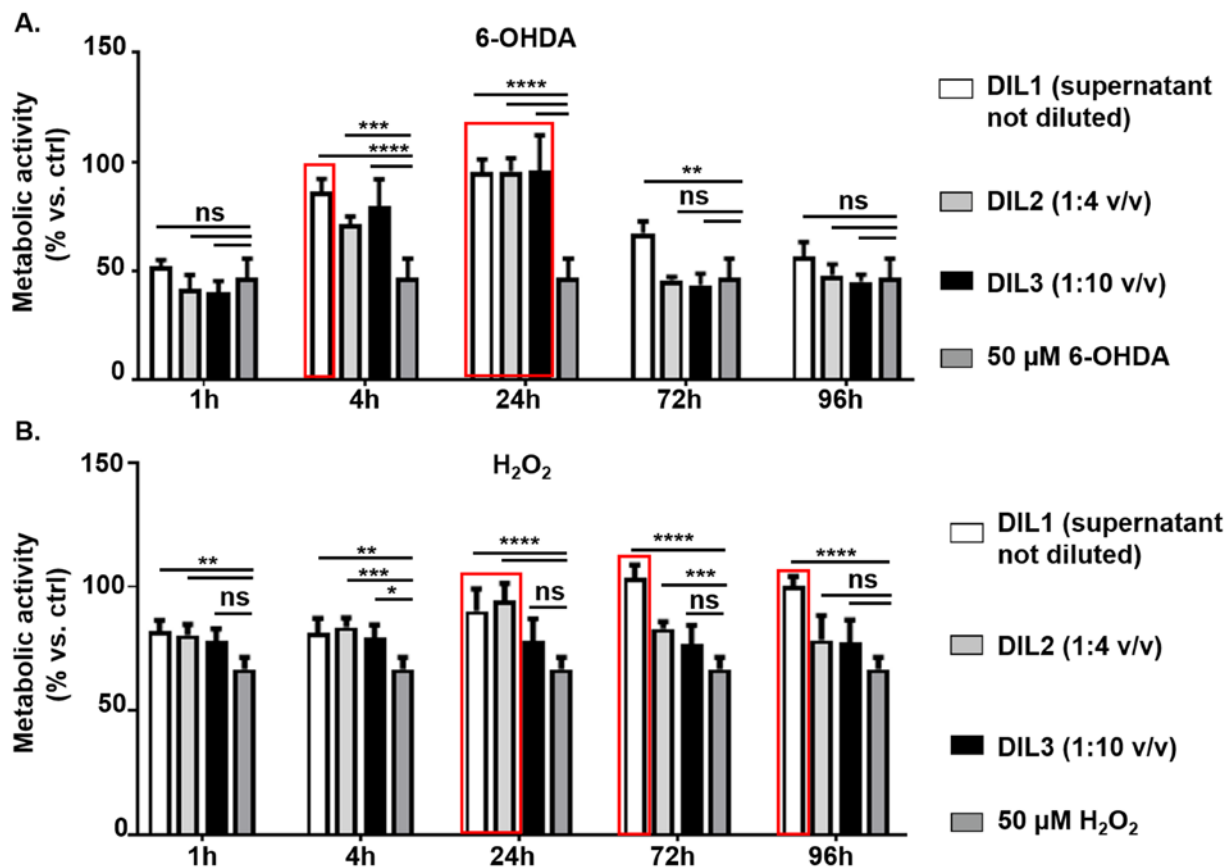 A.
6-OHDA
150
100
50
0
Metabolic activity
(% vs. ctrl)
ns
***
****
****
**
ns
ns
1h
4h
24h
72h
96h
DIL1 (supernatant
not diluted)
DIL2 (1:4 v/v)
DIL3 (1:10 v/v)
50 µM 6-OHDA
B.
H₂O₂
150
100
50
0
Metabolic activity
(% vs. ctrl)
**
ns
**
***
*
****
ns
****
***
ns
****
ns
1h
4h
24h
72h
96h
DIL1 (supernatant
not diluted)
DIL2 (1:4 v/v)
DIL3 (1:10 v/v)
50 µM H₂O₂